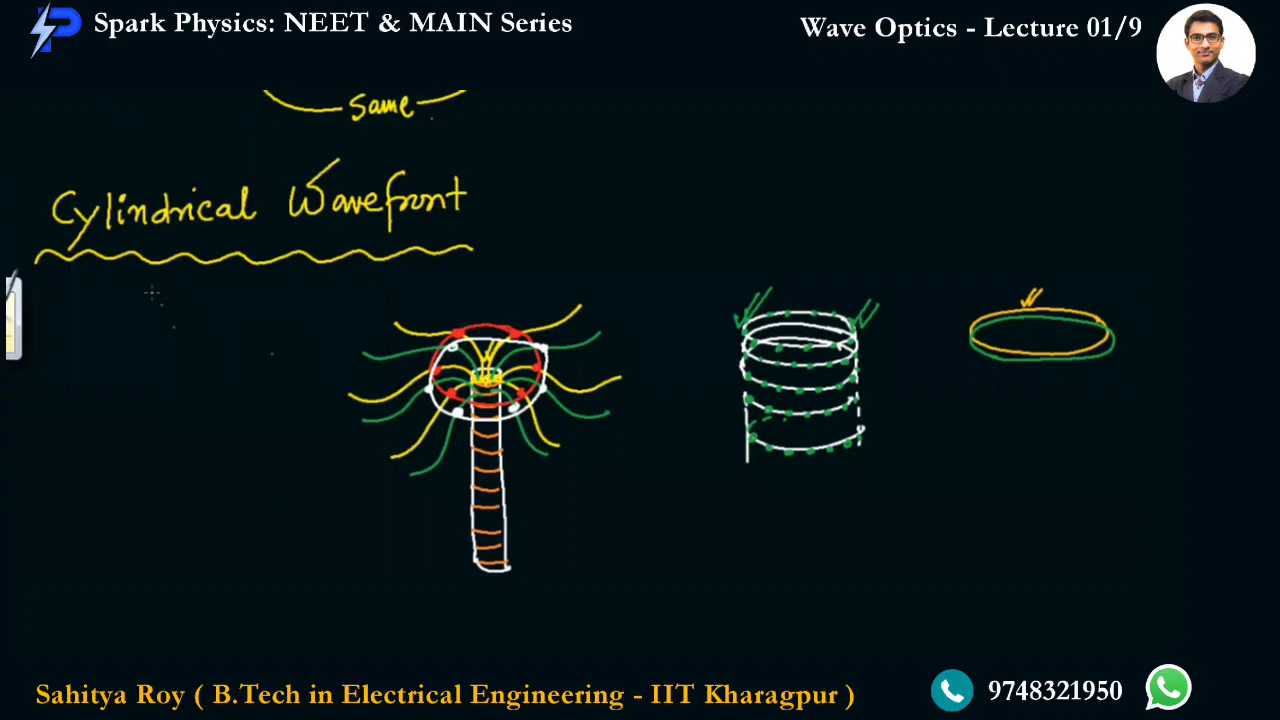 Spark Physics: NEET & MAIN Series
Wave Optics - Lecture 01/9
Same
Cylindrical Wavefront
Sahitya Roy ( B.Tech in Electrical Engineering - IIT Kharagpur )
9748321950